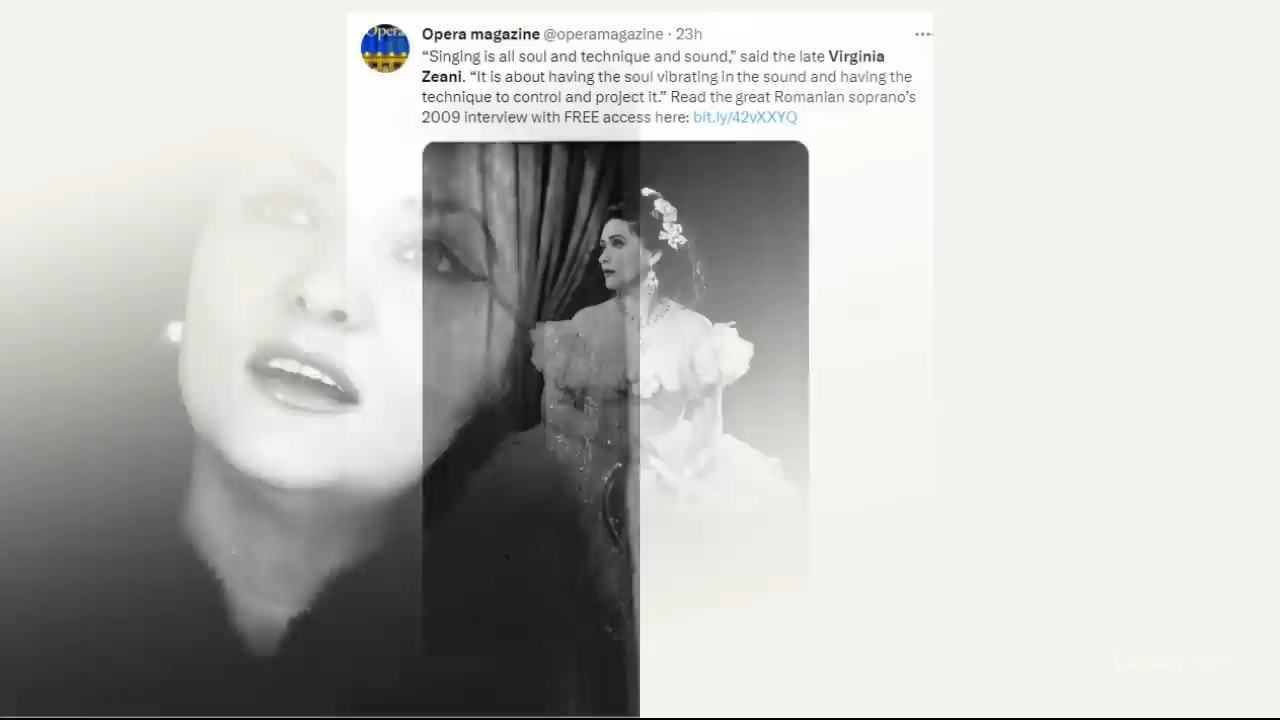 Opera
Opera magazine @operamagazine · 23h
“Singing is all soul and technique and sound,” said the late Virginia
Zeani. “It is about having the soul vibrating in the sound and having the
technique to control and project it.” Read the great Romanian soprano’s
2009 interview with FREE access here: bit.ly/42vXXYQ
Legacy